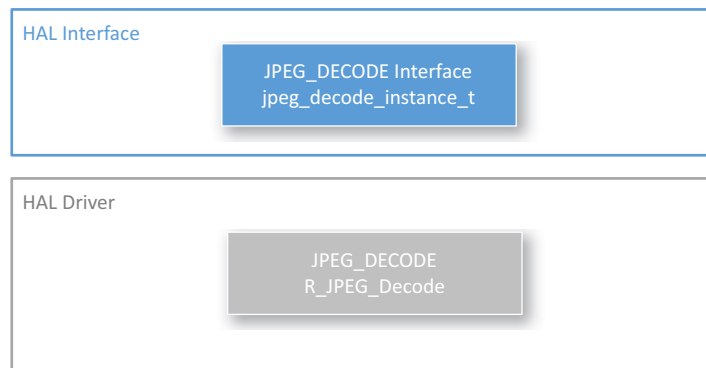 HAL Interface
JPEG_DECODE Interface
jpeg_decode_instance_t
HAL Driver
JPEG_DECODE
R_JPEG_Decode